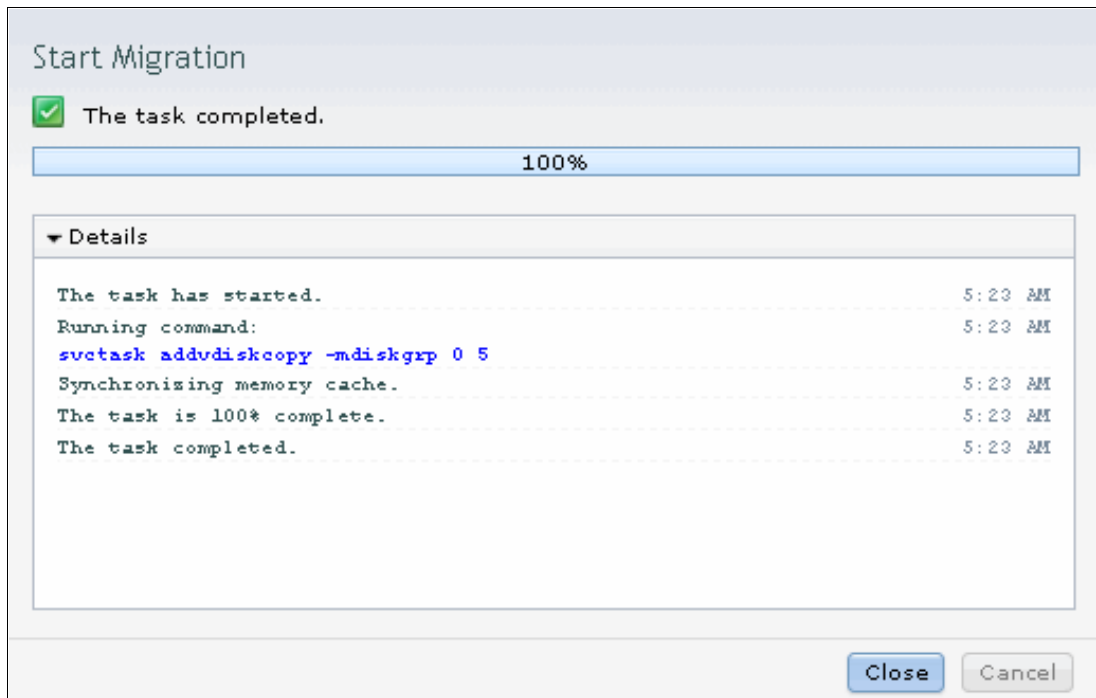 Start Migration
The task completed.
100%
Details
The task has started. 5:23 AM
Running command: 5:23 AM
svctask addvdiskcopy -mdiskgrp 0 5
Synchronizing memory cache. 5:23 AM
The task is 100% complete. 5:23 AM
The task completed. 5:23 AM
Close Cancel